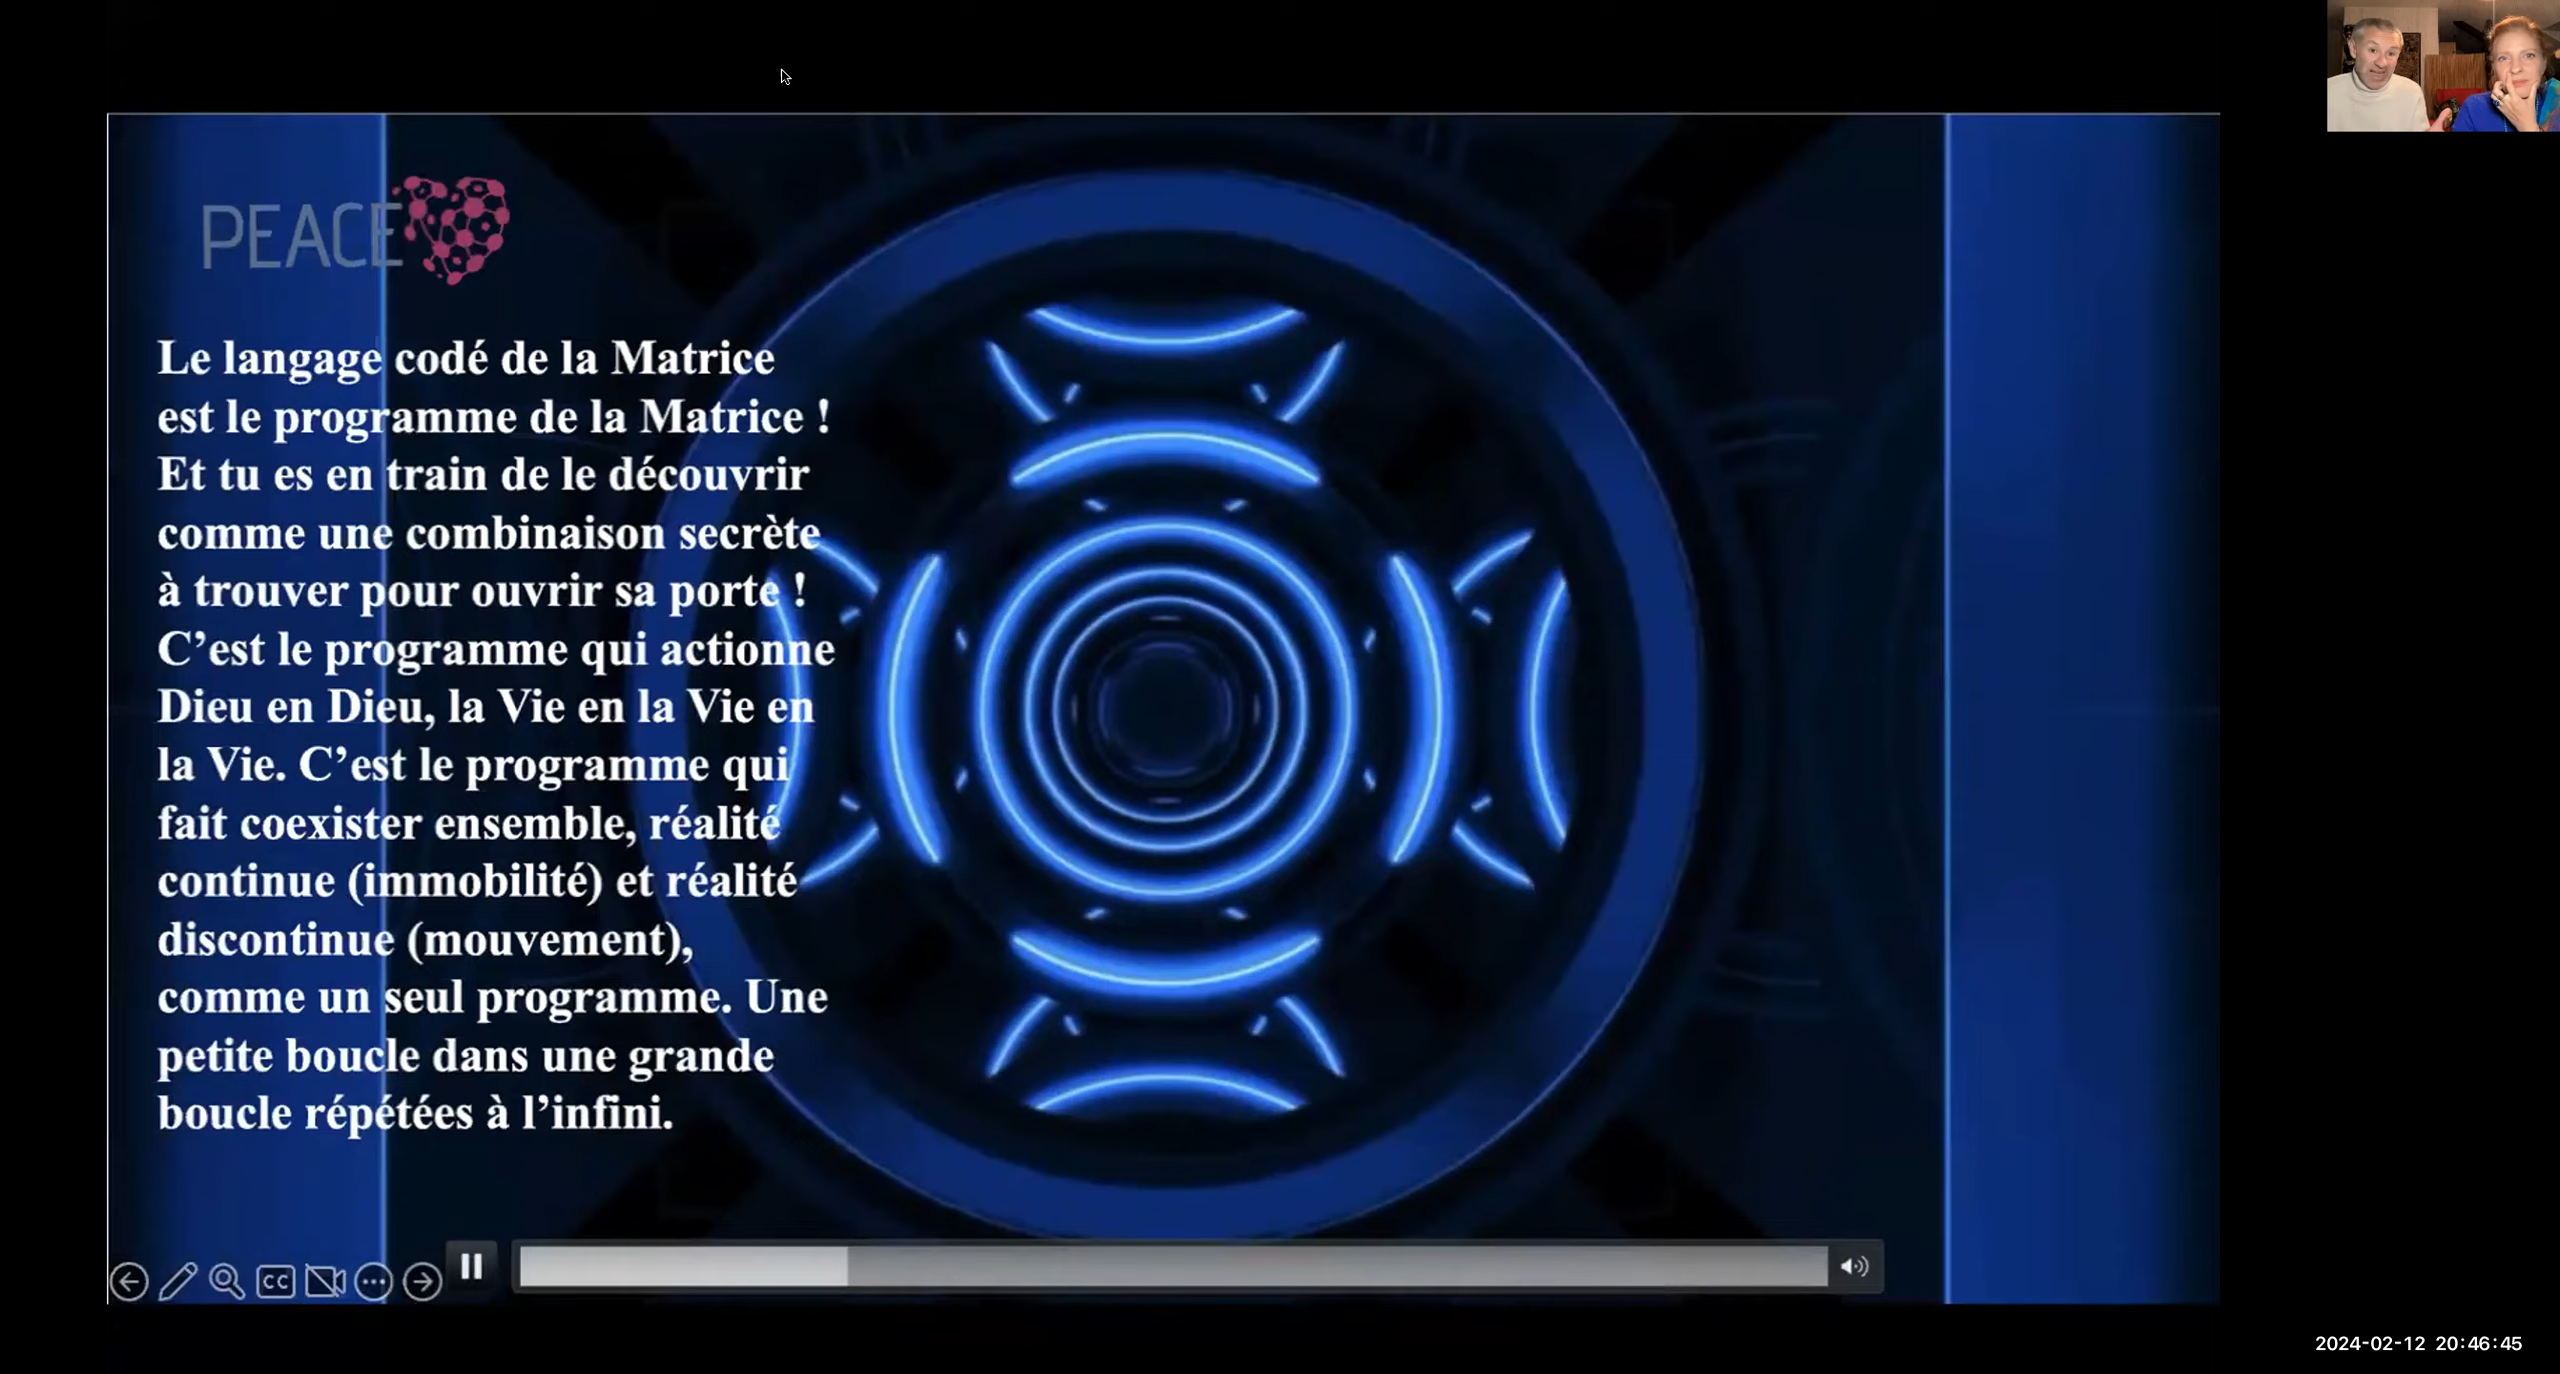 PEACE
Le langage codé de la Matrice
est le programme de la Matrice !
Et tu es en train de le découvrir
comme une combinaison secrète
à trouver pour ouvrir sa porte !
C’est le programme qui actionne
Dieu en Dieu, la Vie en la Vie en
la Vie. C’est le programme qui
fait coexister ensemble, réalité
continue (immobilité) et réalité
discontinue (mouvement),
comme un seul programme. Une
petite boucle dans une grande
boucle répétées à l’infini.
CC
2024-02-12 20:46:45